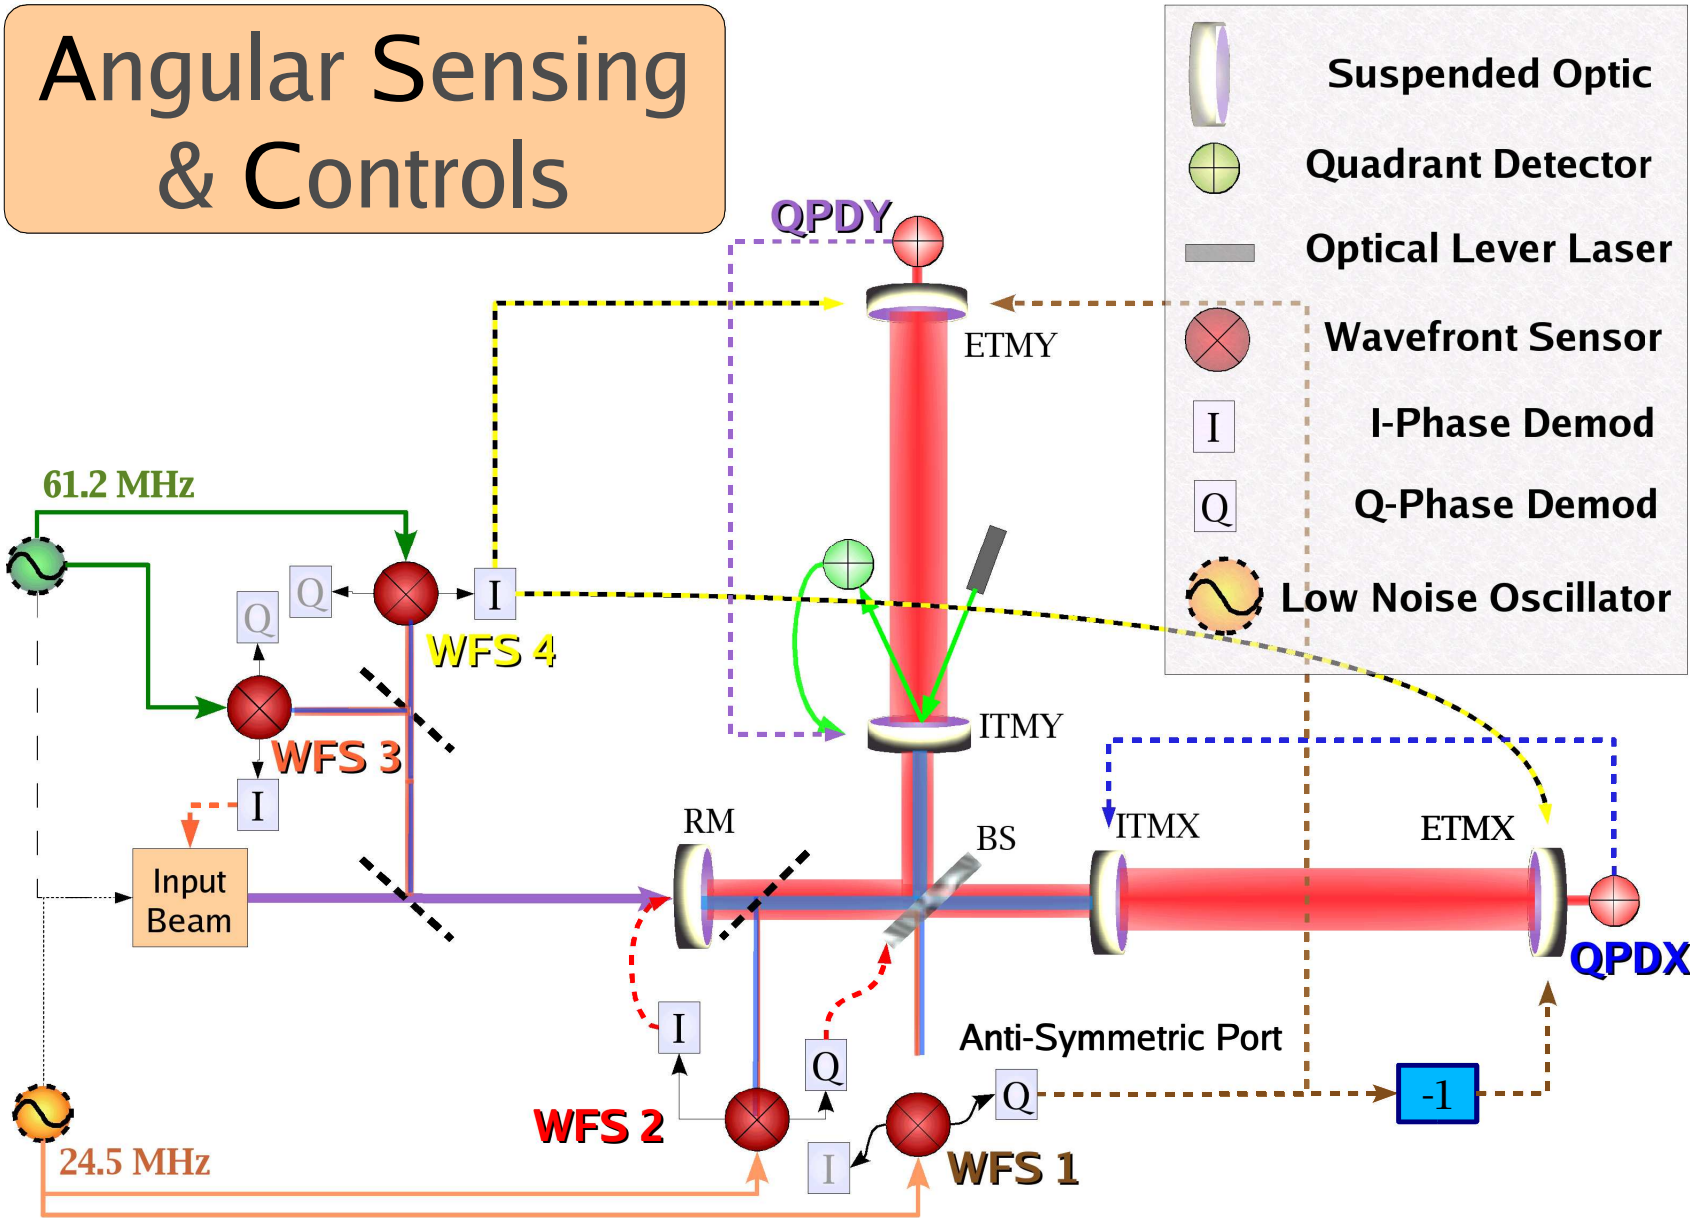 Angular Sensing
& Controls
Suspended Optic
Quadrant Detector
Optical Lever Laser
Wavefront Sensor
I
I-Phase Demod
Q
Q-Phase Demod
Low Noise Oscillator
QPDY
ETMY
61.2 MHz
Q
I
Q
WFS 4
WFS 3
I
ITMY
RM
BS
ITMX
ETMX
Input
Beam
QPDX
I
Q
Anti-Symmetric Port
Q
-1
WFS 2
I
WFS 1
24.5 MHz